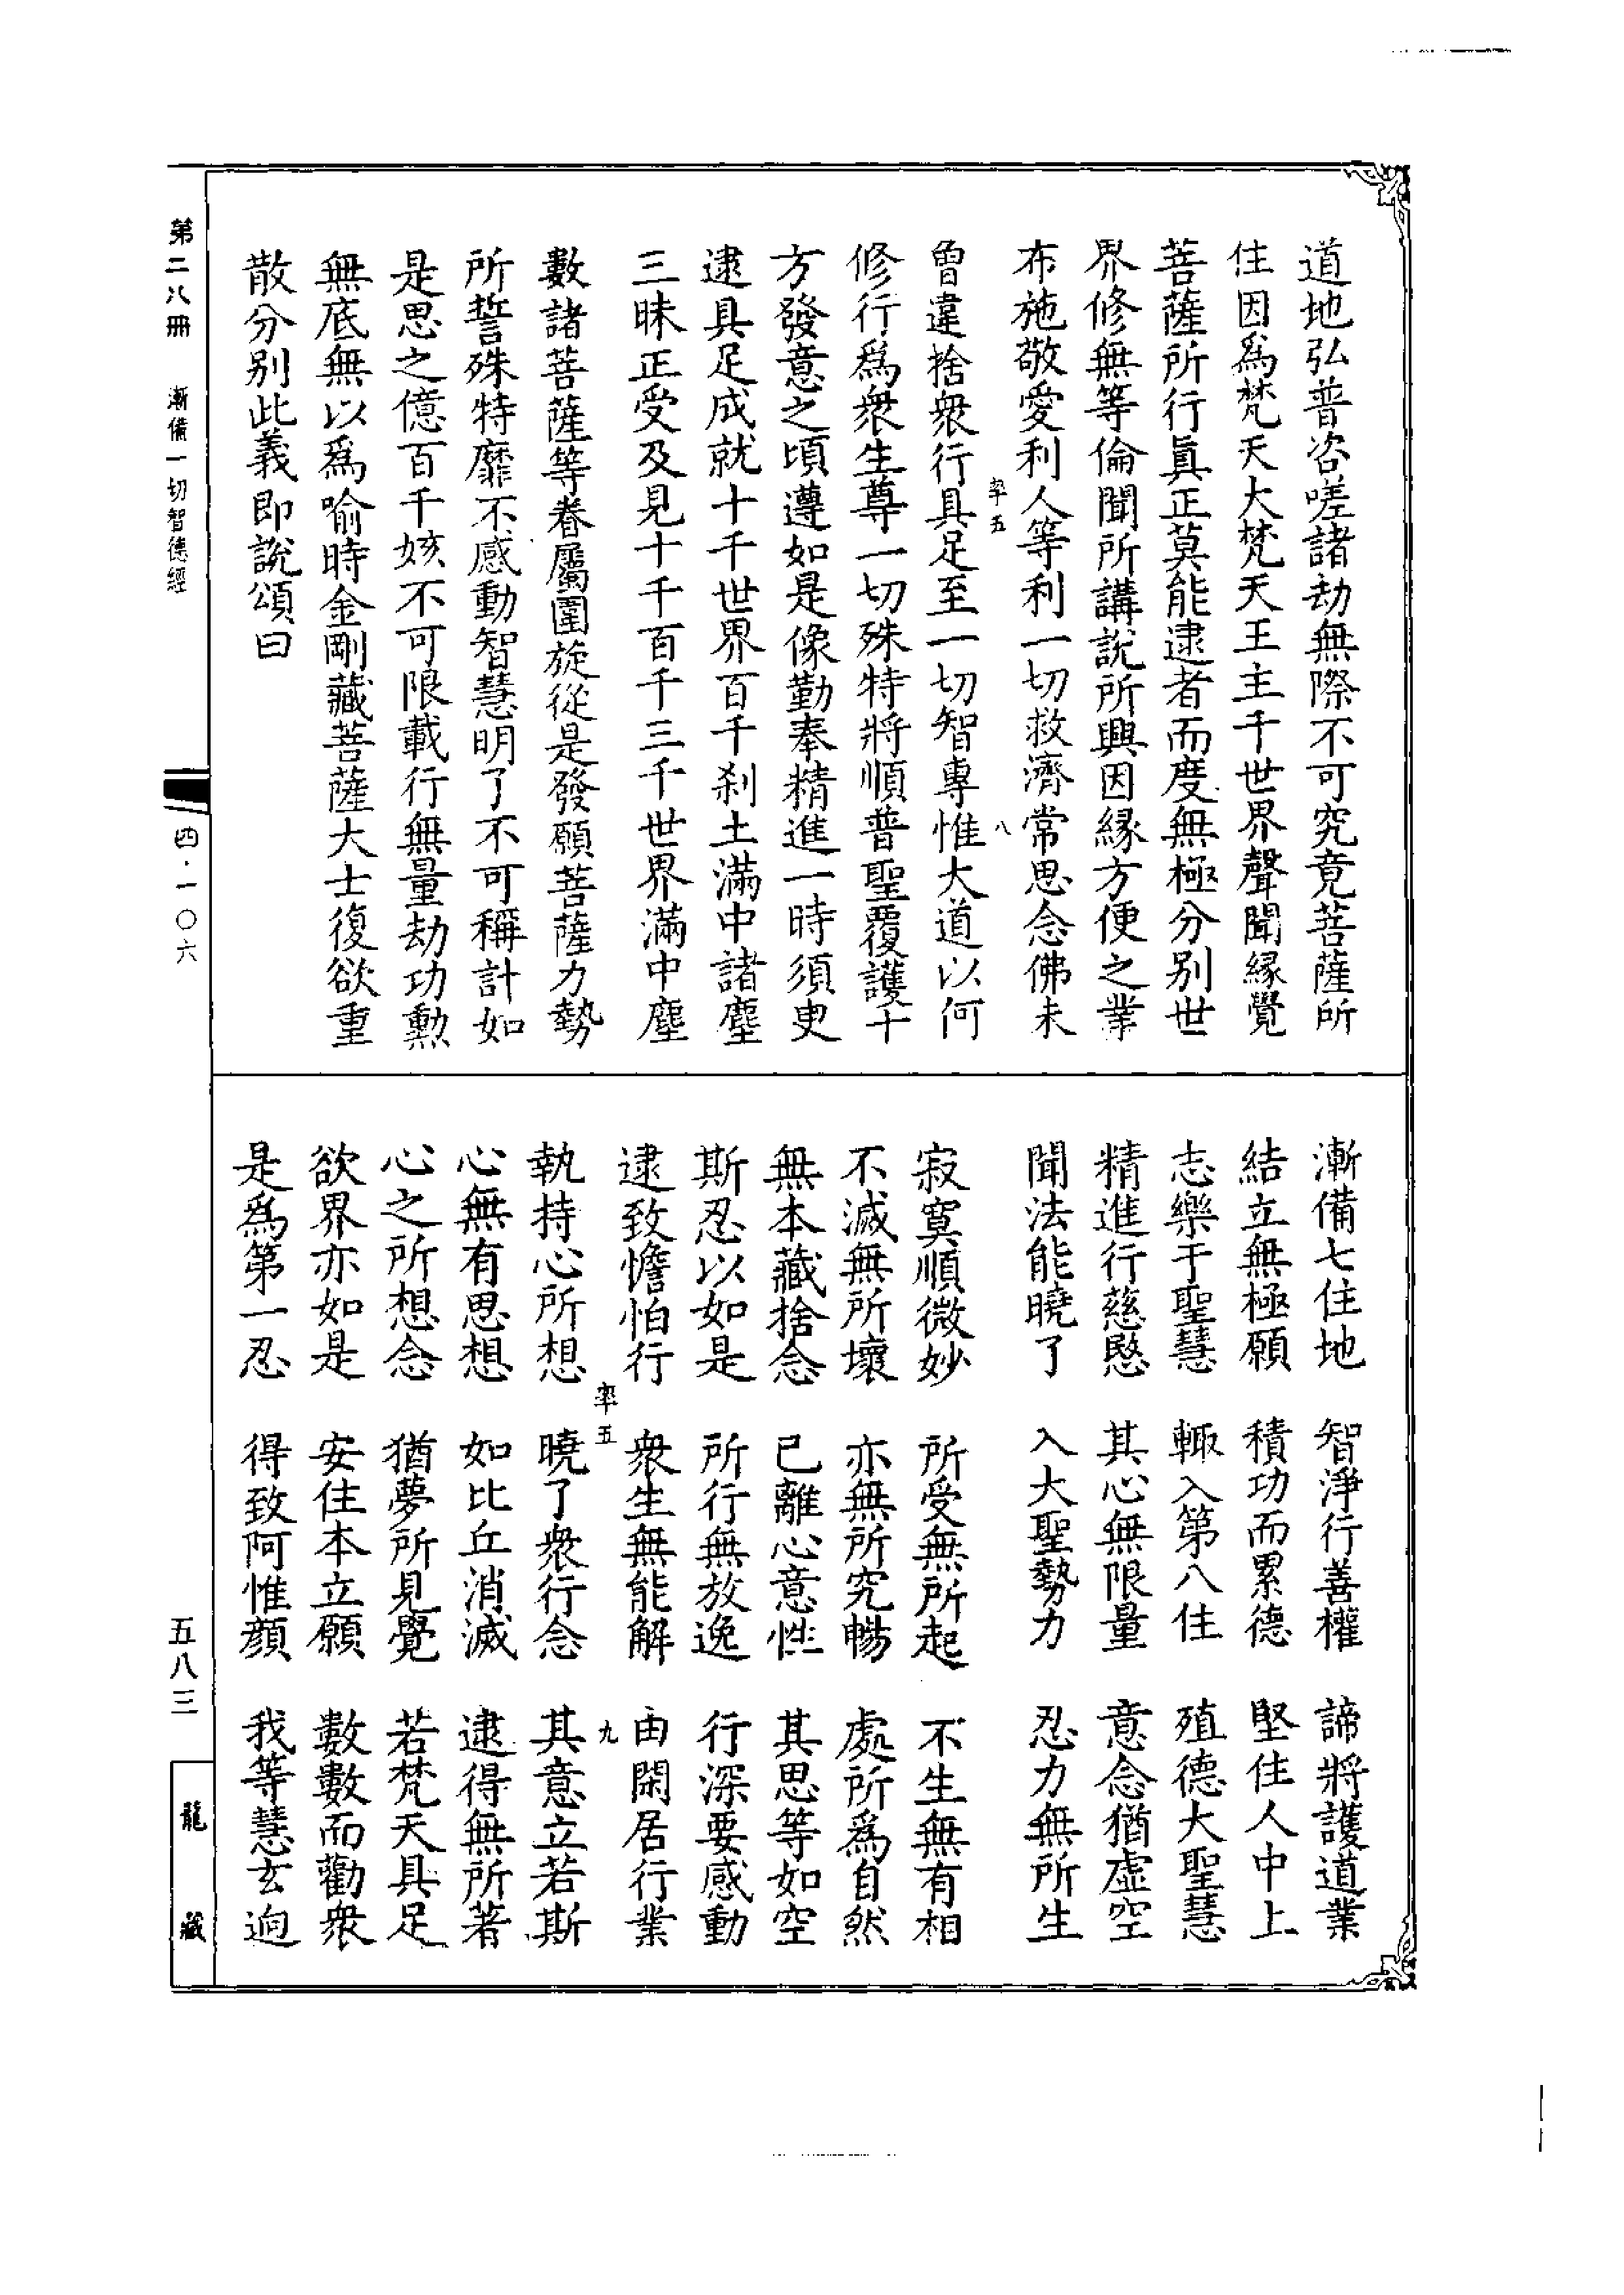 道地弘普咨嗟諸劫無際不可究竟菩薩所
住因爲梵天大梵天王主千世界聲聞縁覺
菩薩所行眞正莫能逮者而度無極分别世
界修無等倫聞所講說所興因縁方便之業
布施敬愛利人等利一切救濟常思念佛未
率五
八
曾違捨衆行具足至一切智專惟大道以何
修行爲衆生尊一切殊特將順普聖覆護十
方發意之頃遵如是像勤奉精進一時須臾
逮具足成就十千世界百千刹土滿中諸塵
三昧正受及見十千百千三千世界滿中塵
數諸菩薩等眷屬圍旋從是發願菩薩力勢
所誓殊特靡不感動智慧明了不可稱計如
是思之億百千姟不可限載行無量劫功勲
無底無以爲喻時金剛藏菩薩大士復欲重
散分别此義即說頌曰
漸備七住地　智淨行善權　諦將護道業
結立無極願　積功而累德　堅住人中上
志樂于聖慧　輙入第八住　殖德大聖慧
精進行慈愍　其心無限量　意念猶虛空
聞法能曉了　入大聖勢力　忍力無所生
寂寞順微妙　所受無所起　不生無有相
不滅無所壞　亦無所究暢　處所爲自然
無本藏捨念　已離心意性　其思等如空
斯忍以如是　所行無放逸　行深要感動
逮致憺怕行　衆生無能解　由閑居行業
率五
九
執持心所想　曉了衆行念　其意立若斯
心無有思想　如比丘消滅　逮得無所著
心之所想念　猶夢所見覺　若梵天具足
欲界亦如是　安住本立願　數數而勸衆
是爲第一忍　得致阿惟顔　我等慧玄逈
第二八冊　漸備一切智德經
四·一〇六
五八三
龍藏